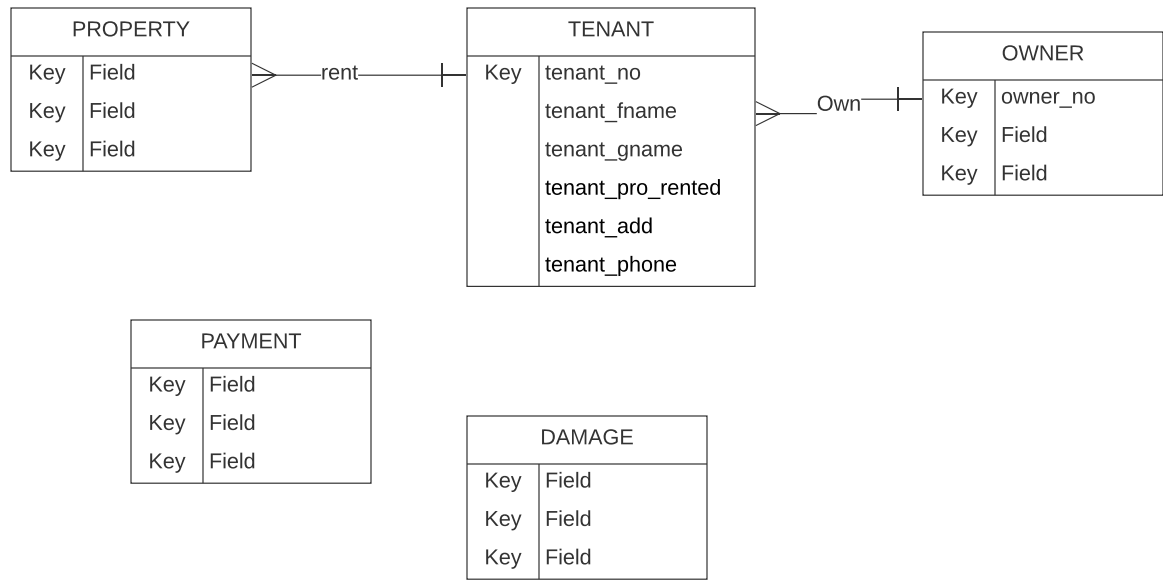 PROPERTY
Key Field
Key Field
Key Field
rent
TENANT
Key tenant_no
tenant_fname
tenant_gname
tenant_pro_rented
tenant_add
tenant_phone
Own
OWNER
Key owner_no
Key Field
Key Field
PAYMENT
Key Field
Key Field
Key Field
DAMAGE
Key Field
Key Field
Key Field